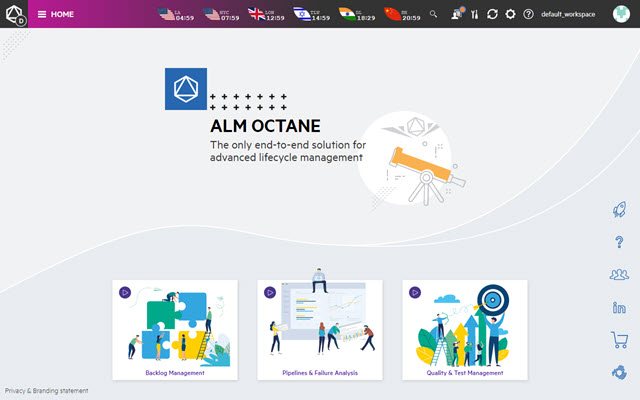 D
HOME
LA
04:59
NYC
07:59
LON
12:59
TLV
14:59
DL
18:29
20:59
default_workspace
ALM OCTANE
The only end-to-end solution for
advanced lifecycle management
in
Backlog Management
Pipelines & Failure Analysis
Quality & Test Management
Privacy & Branding statement